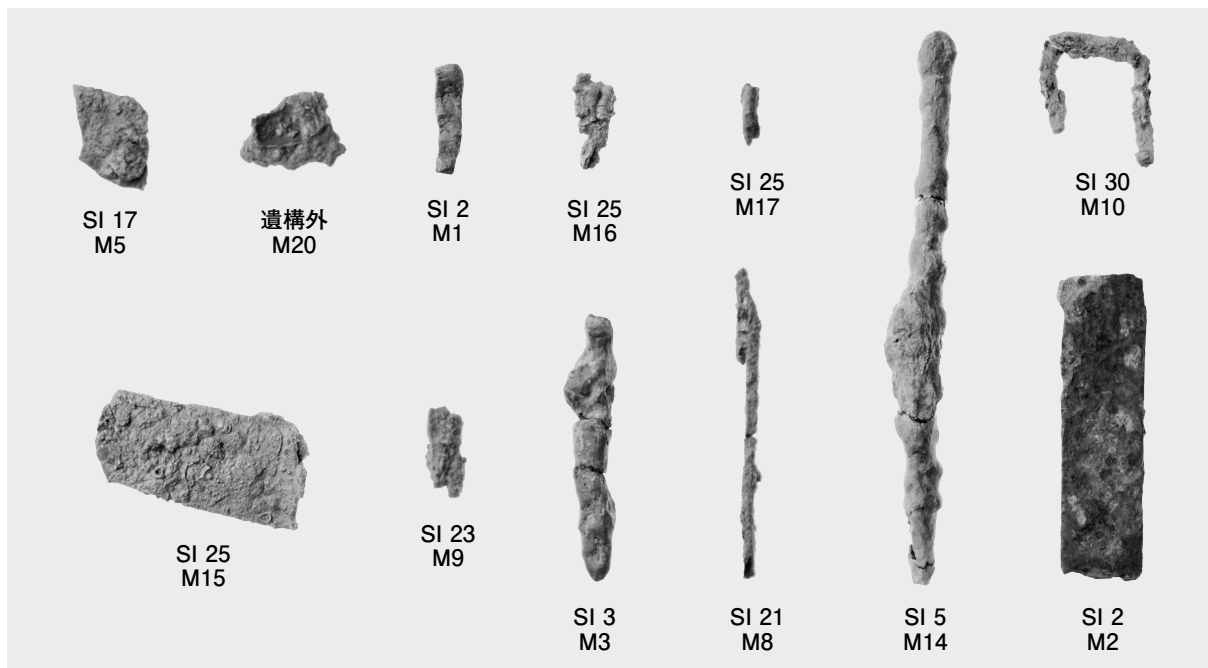 SI 17
M5
遺構外
M20
SI 2
M1
SI 25
M16
SI 25
M17
SI 30
M10
SI 25
M15
SI 23
M9
SI 3
M3
SI 21
M8
SI 5
M14
SI 2
M2